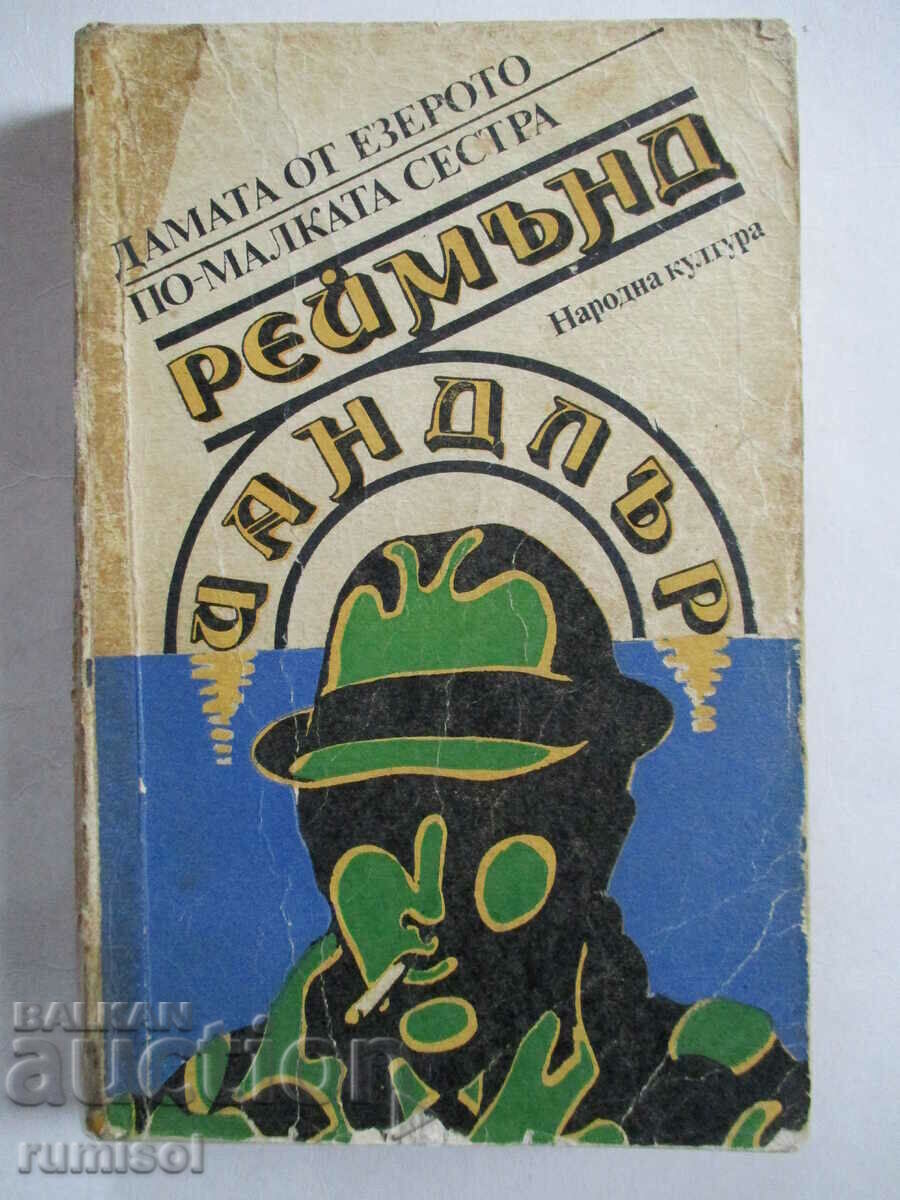 ДАМАТА ОТ ЕЗЕРОТО
ПО-МАЛКАТА СЕСТРА
РЕЙМЪНД
Народна култура
ЧАНДЛЪР
BALKAN
auction
rumisol